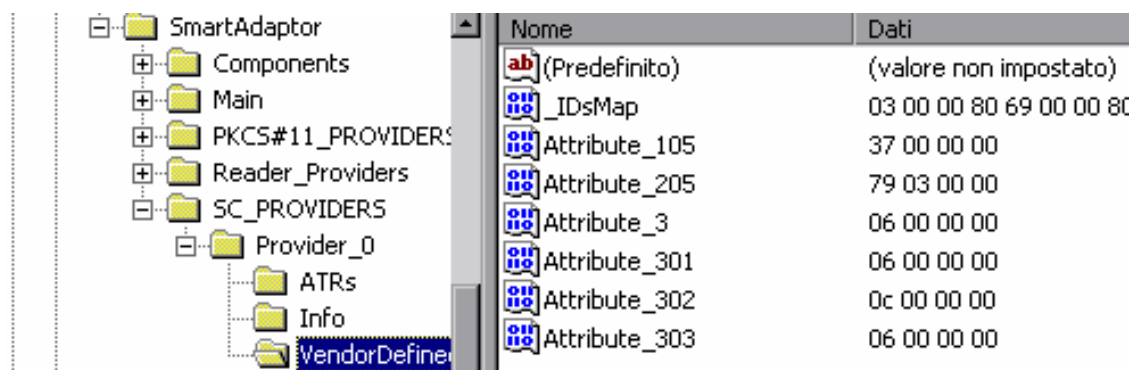 SmartAdaptor
Components
Main
PKCS#11_PROVIDERS
Reader_Providers
SC_PROVIDERS
Provider_0
ATRs
Info
VendorDefine
Nome Dati
(Predefinito) (valore non impostato)
_IDsMap 03 00 00 80 69 00 00 80
Attribute_105 37 00 00 00
Attribute_205 79 03 00 00
Attribute_3 06 00 00 00
Attribute_301 06 00 00 00
Attribute_302 0c 00 00 00
Attribute_303 06 00 00 00